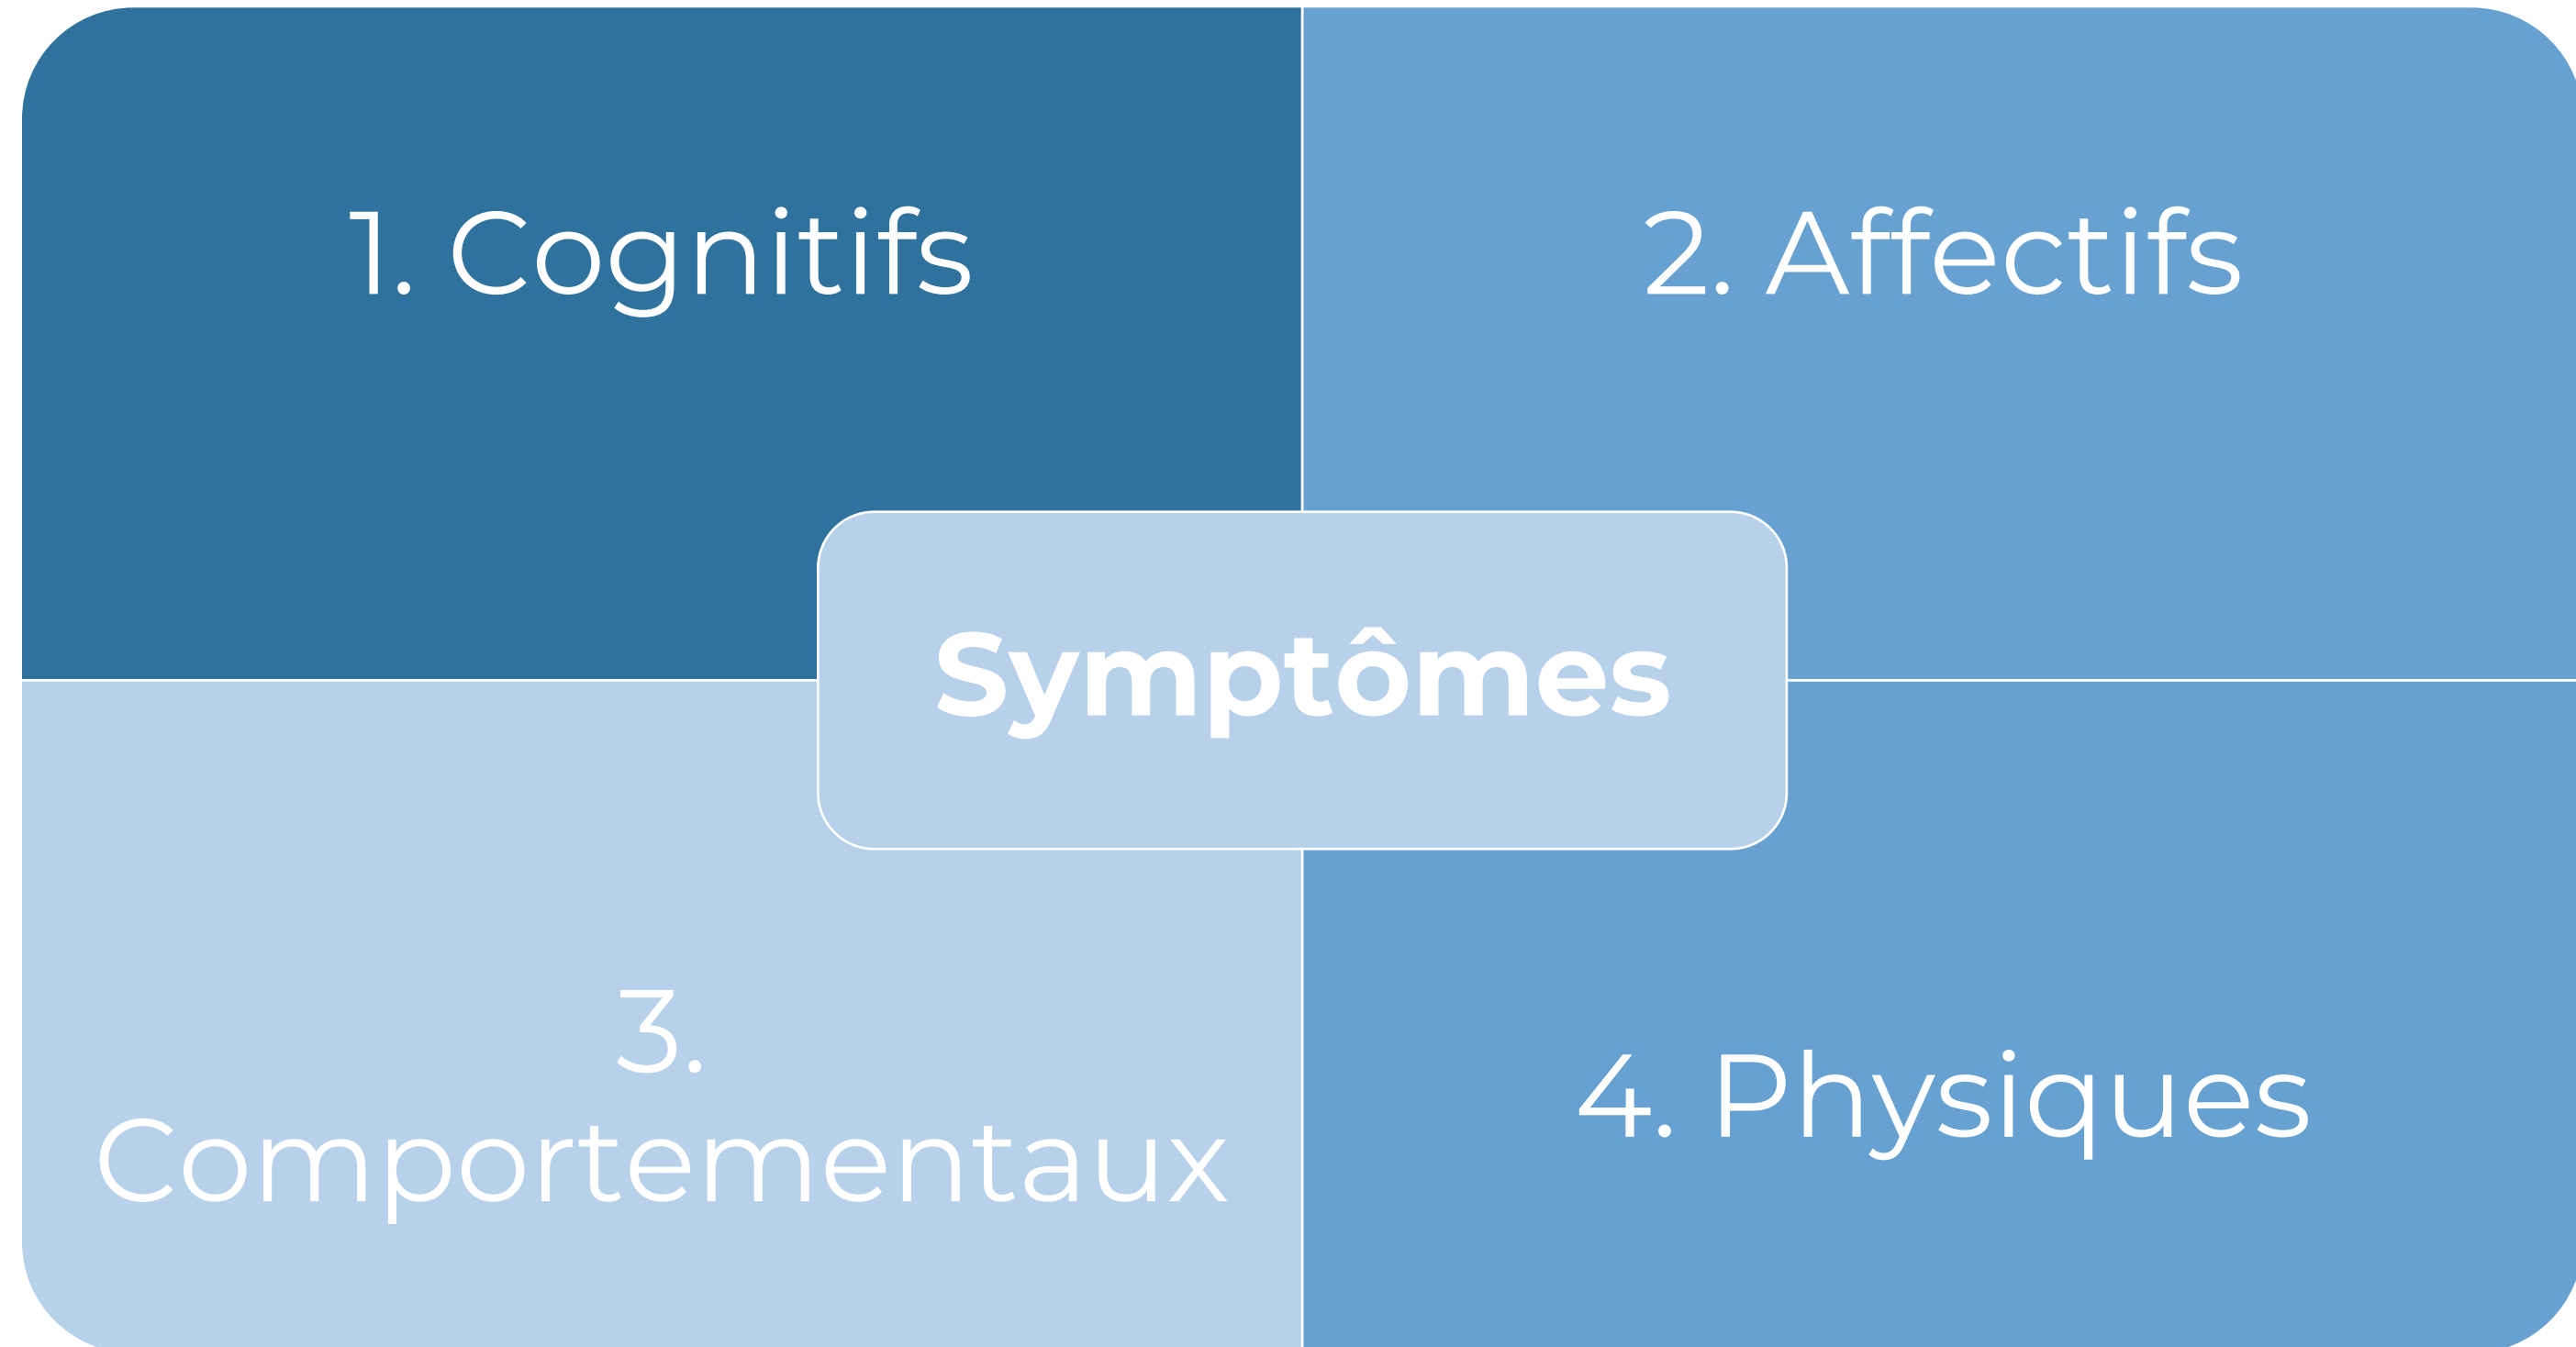 1. Cognitifs
2. Affectifs
Symptômes
3.
Comportementaux
4. Physiques